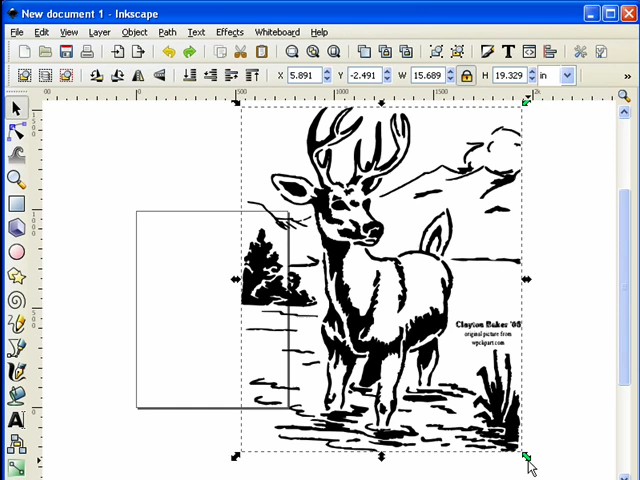 New document 1 - Inkscape
File Edit View Layer Object Path Text Effects Whiteboard Help
X 5.891 Y -2.491 W 15.689 H 19.329 in »
0 500 1000 1500
Clayton Baker '08
original picture from
wpclipart.com